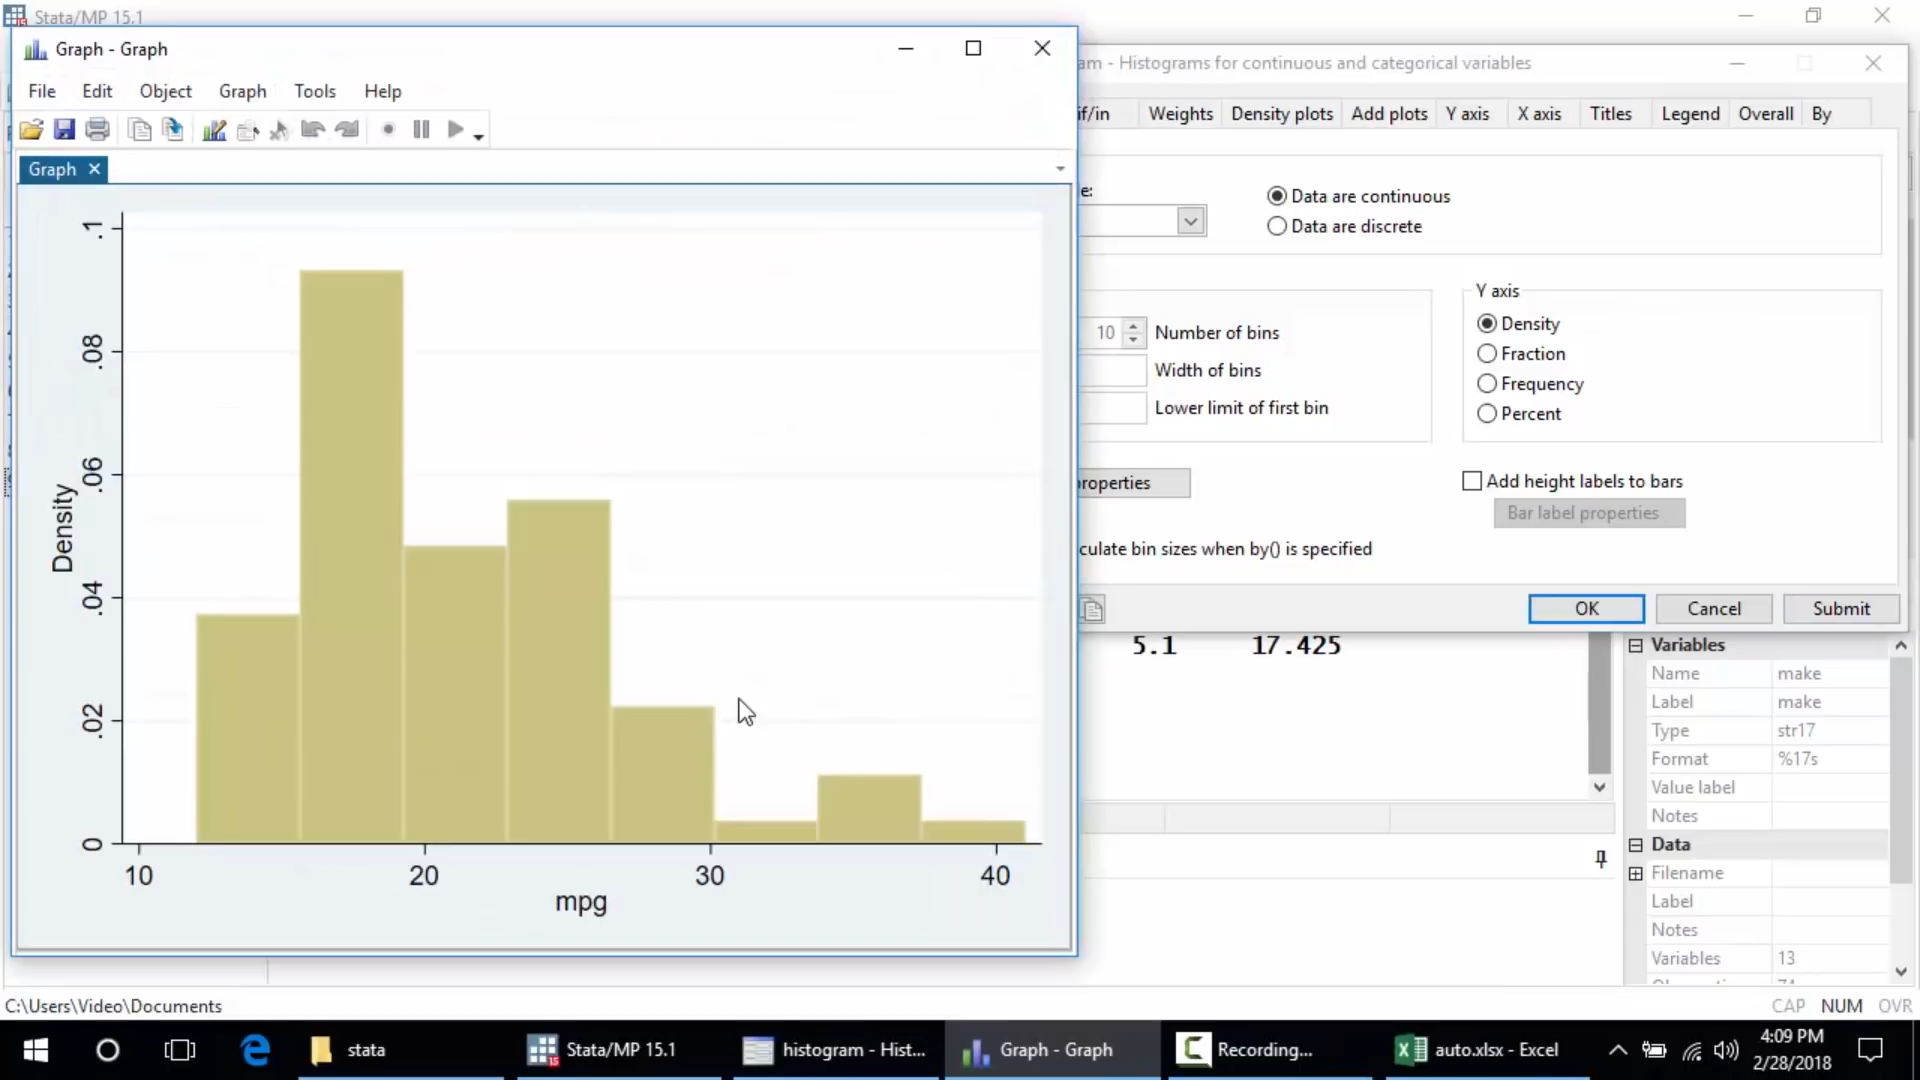 Stata/MP 15.1
Graph - Graph
File Edit Object Graph Tools Help
Graph
.1
.08
.06
.04
.02
0
Density
10 20 30 40
mpg
am - Histograms for continuous and categorical variables
if/in Weights Density plots Add plots Y axis X axis Titles Legend Overall By
e:
Data are continuous
Data are discrete
10 Number of bins
Width of bins
Lower limit of first bin
Y axis
Density
Fraction
Frequency
Percent
properties
Add height labels to bars
Bar label properties
culate bin sizes when by() is specified
OK Cancel Submit
5.1 17.425
Variables
Name make
Label make
Type str17
Format %17s
Value label
Notes
Data
Filename
Label
Notes
Variables 13
C:\Users\Video\Documents
CAP NUM OVR
stata
Stata/MP 15.1
histogram - Hist...
Graph - Graph
Recording...
auto.xlsx - Excel
4:09 PM
2/28/2018